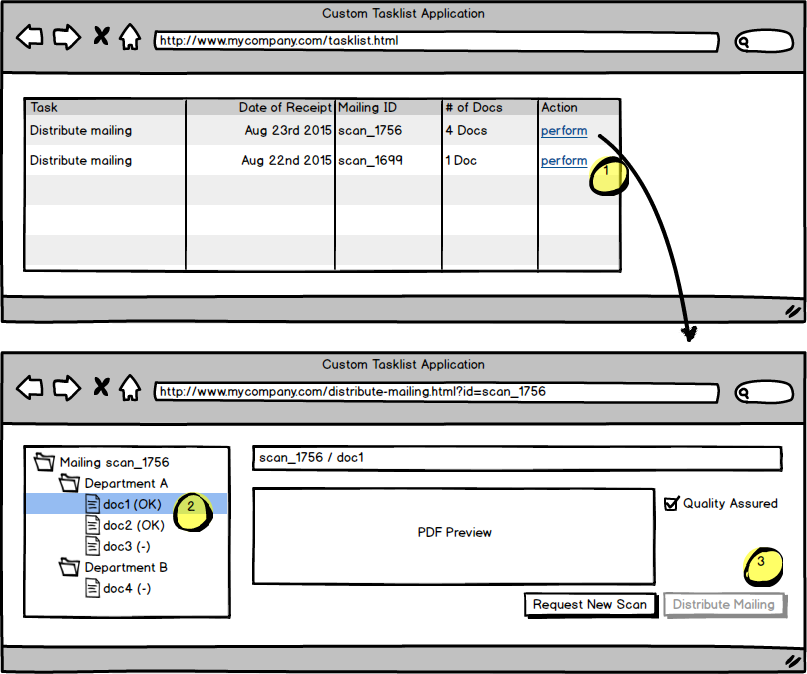 Custom Tasklist Application
http://www.mycompany.com/tasklist.html
Task Date of Receipt Mailing ID # of Docs Action
Distribute mailing Aug 23rd 2015 scan_1756 4 Docs perform
Distribute mailing Aug 22nd 2015 scan_1699 1 Doc perform
1
Custom Tasklist Application
http://www.mycompany.com/distribute-mailing.html?id=scan_1756
Mailing scan_1756
Department A
doc1 (OK)
2
doc2 (OK)
doc3 (-)
Department B
doc4 (-)
scan_1756 / doc1
PDF Preview
Quality Assured
3
Request New Scan
Distribute Mailing